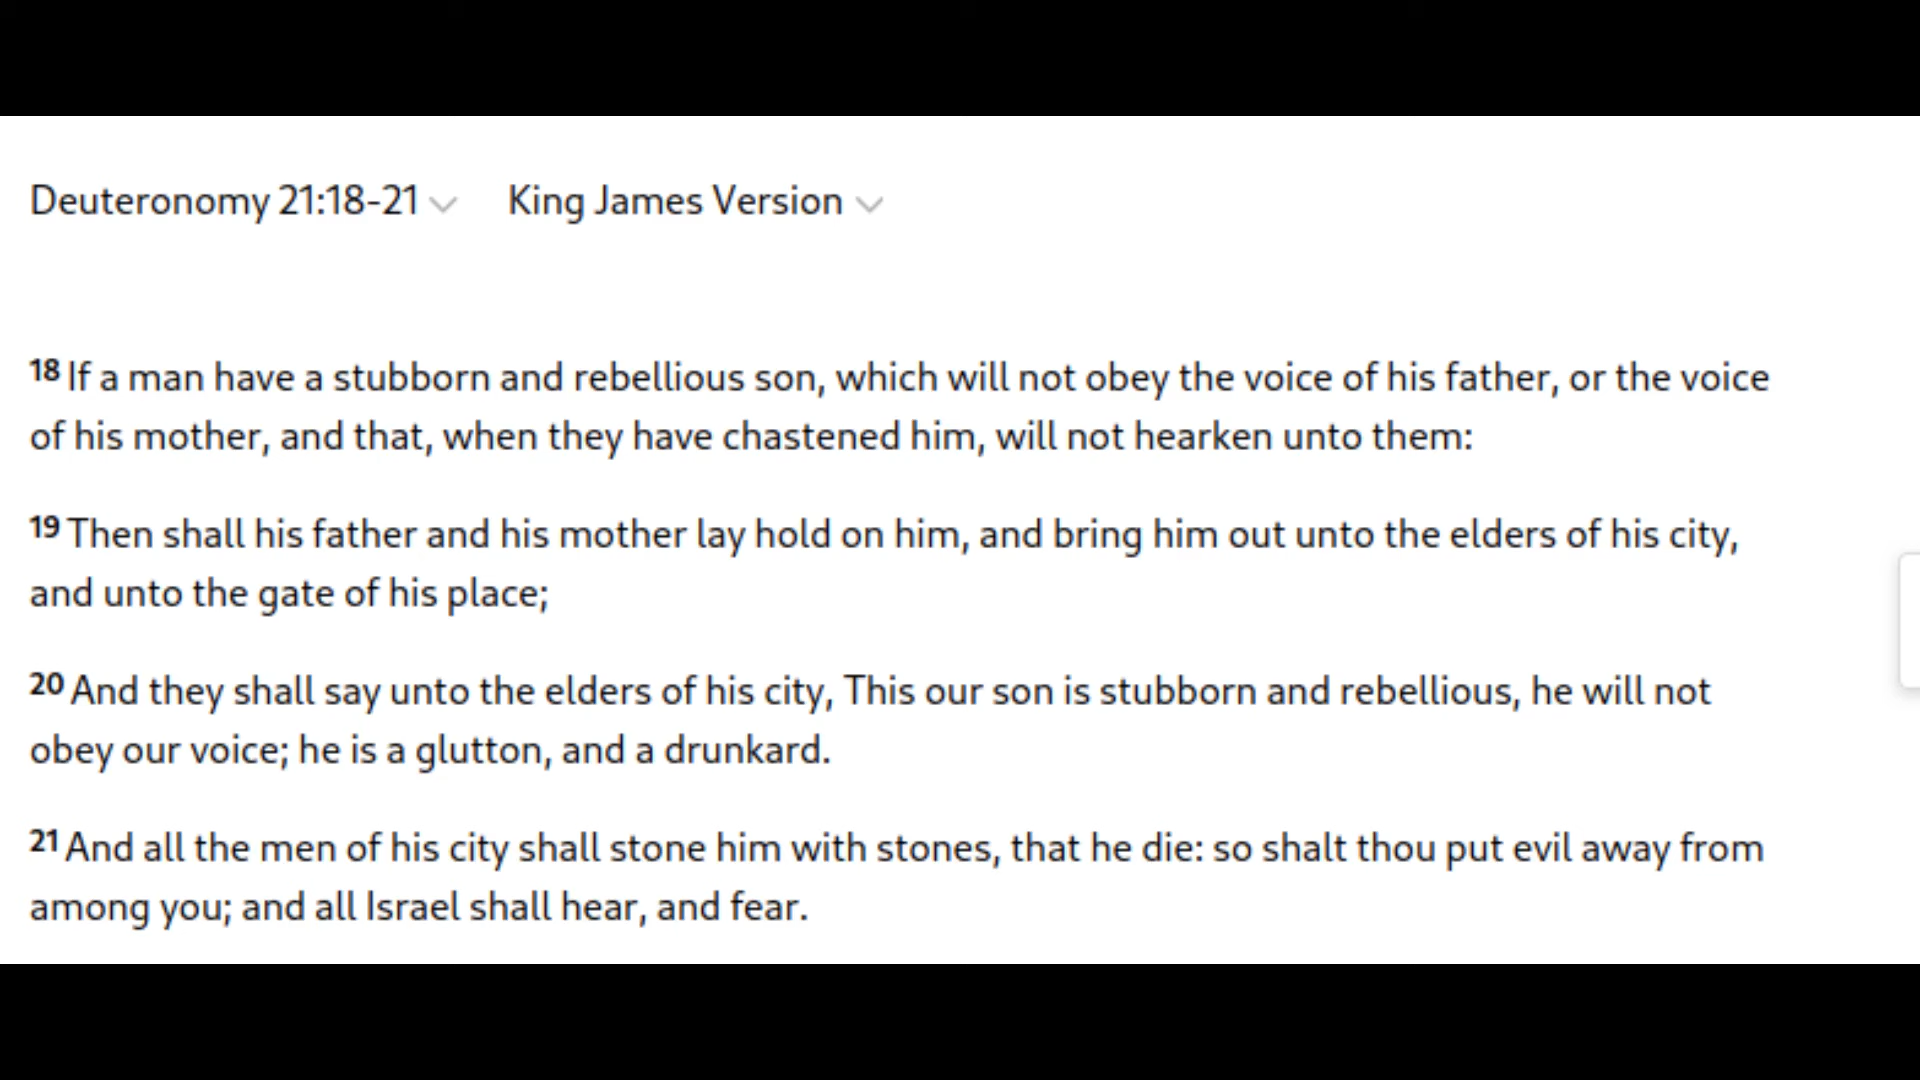 Deuteronomy 21:18-21 King James Version
18 If a man have a stubborn and rebellious son, which will not obey the voice of his father, or the voice
of his mother, and that, when they have chastened him, will not hearken unto them:
19 Then shall his father and his mother lay hold on him, and bring him out unto the elders of his city,
and unto the gate of his place;
20 And they shall say unto the elders of his city, This our son is stubborn and rebellious, he will not
obey our voice; he is a glutton, and a drunkard.
21 And all the men of his city shall stone him with stones, that he die: so shalt thou put evil away from
among you; and all Israel shall hear, and fear.